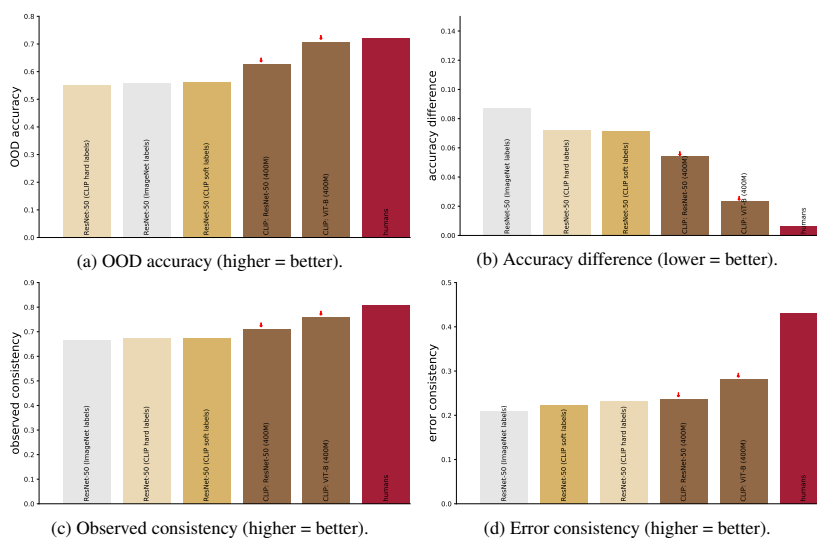 0.8
0.7
0.6
0.5
0.4
0.3
0.2
0.1
0.0
OOD accuracy
ResNet-50 (CLIP hard labels)
ResNet-50 (ImageNet labels)
ResNet-50 (CLIP soft labels)
CLIP: ResNet-50 (400M)
CLIP: ViT-B (400M)
humans
(a) OOD accuracy (higher = better).
0.14
0.12
0.10
0.08
0.06
0.04
0.02
0.00
accuracy difference
ResNet-50 (ImageNet labels)
ResNet-50 (CLIP hard labels)
ResNet-50 (CLIP soft labels)
CLIP: ResNet-50 (400M)
CLIP: ViT-B (400M)
humans
(b) Accuracy difference (lower = better).
0.9
0.8
0.7
0.6
0.5
0.4
0.3
0.2
0.1
0.0
observed consistency
ResNet-50 (ImageNet labels)
ResNet-50 (CLIP hard labels)
ResNet-50 (CLIP soft labels)
CLIP: ResNet-50 (400M)
CLIP: ViT-B (400M)
humans
(c) Observed consistency (higher = better).
0.5
0.4
0.3
0.2
0.1
0.0
error consistency
ResNet-50 (ImageNet labels)
ResNet-50 (CLIP soft labels)
ResNet-50 (CLIP hard labels)
CLIP: ResNet-50 (400M)
CLIP: ViT-B (400M)
humans
(d) Error consistency (higher = better).